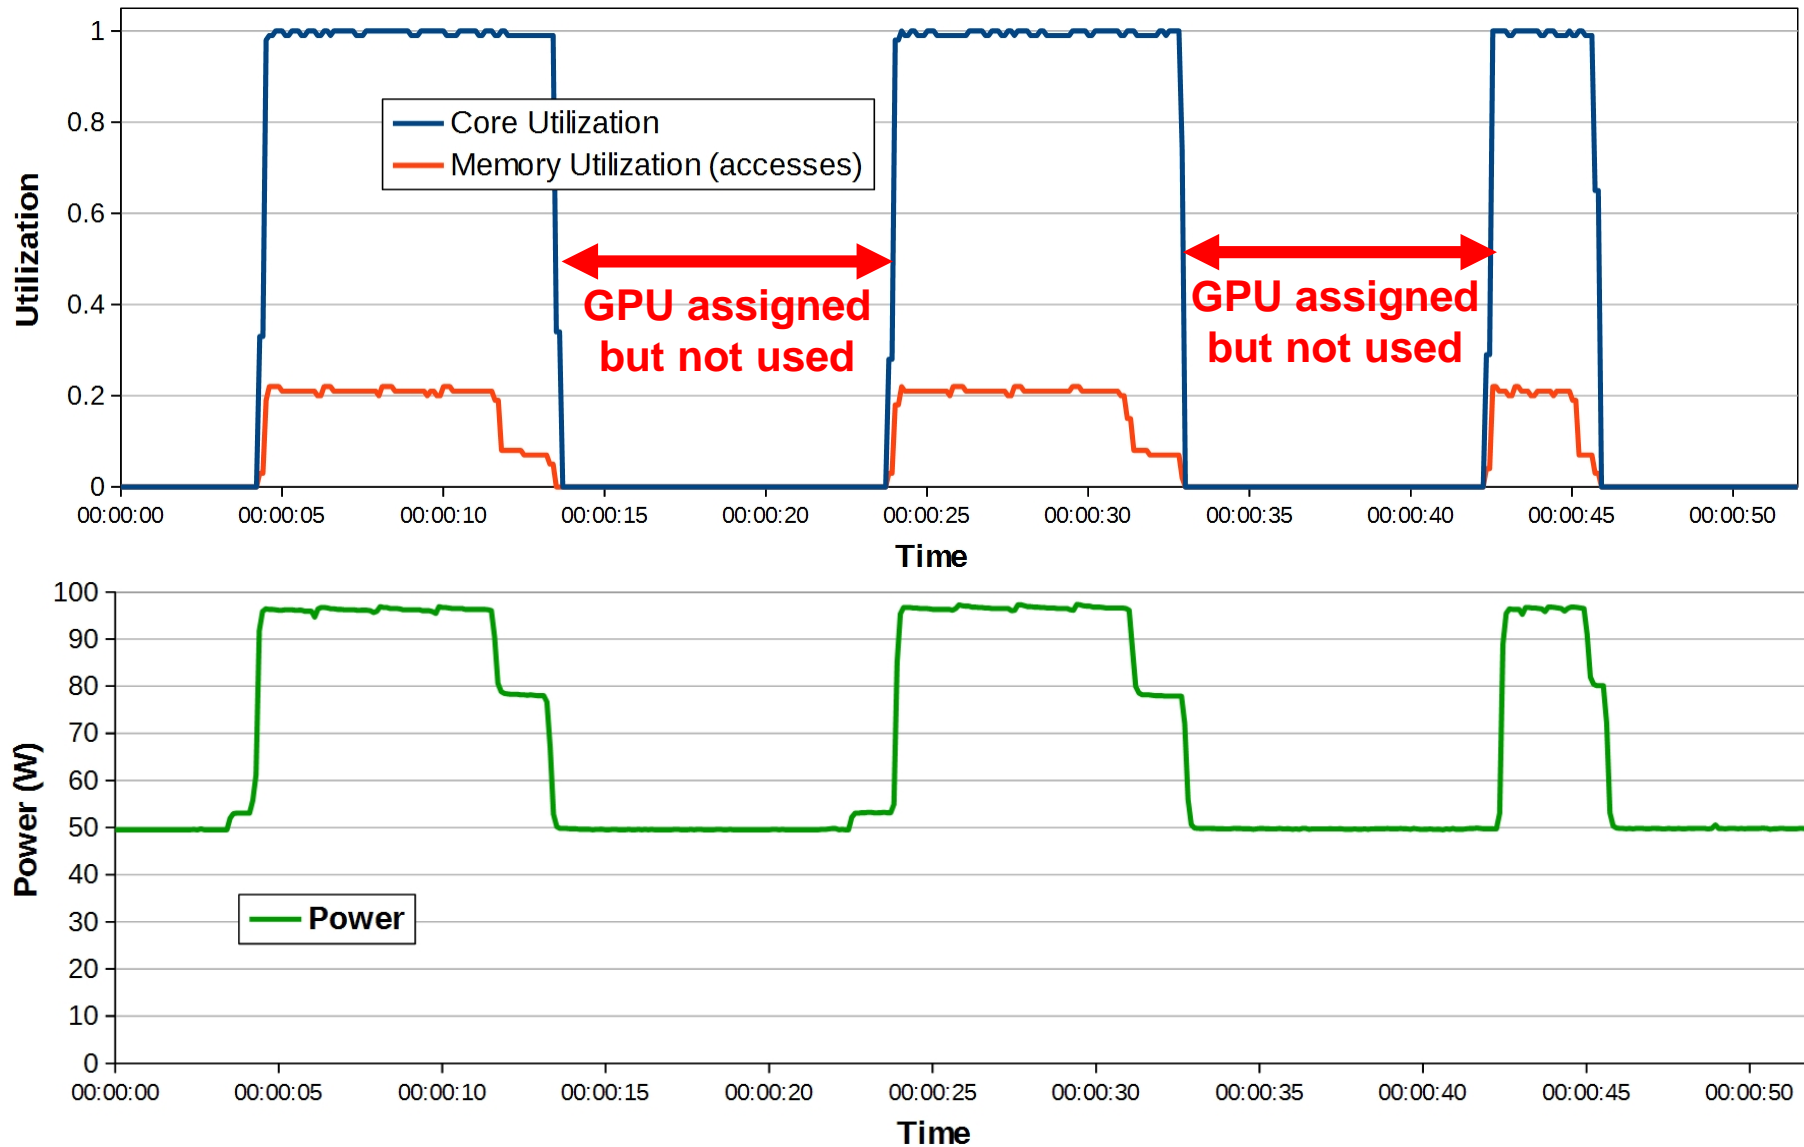 1
0.8
0.6
0.4
0.2
0
Utilization
Core Utilization
Memory Utilization (accesses)
GPU assigned
but not used
GPU assigned
but not used
00:00:00 00:00:05 00:00:10 00:00:15 00:00:20 00:00:25 00:00:30 00:00:35 00:00:40 00:00:45 00:00:50
Time
100
90
80
70
60
50
40
30
20
10
0
Power (W)
Power
00:00:00 00:00:05 00:00:10 00:00:15 00:00:20 00:00:25 00:00:30 00:00:35 00:00:40 00:00:45 00:00:50
Time